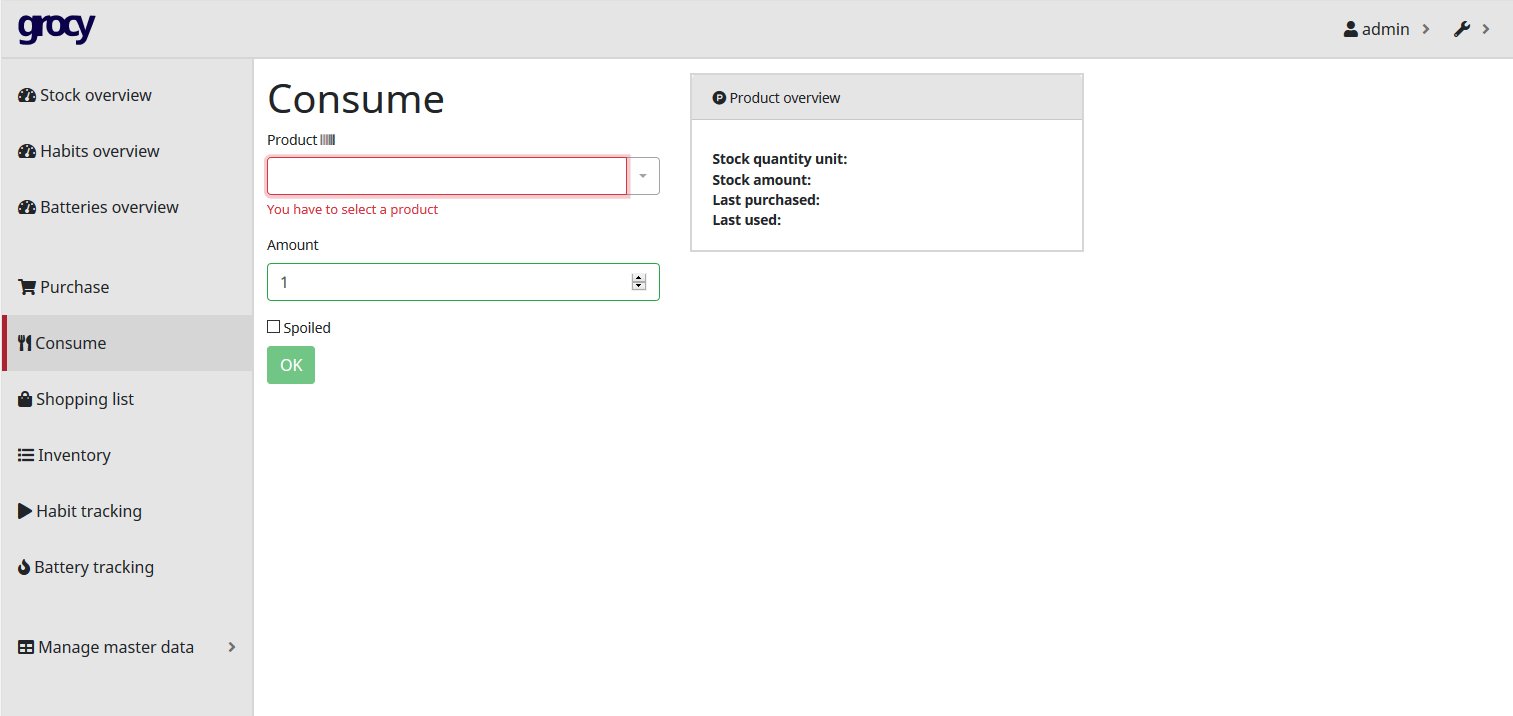 grocy
admin
Stock overview
Habits overview
Batteries overview
Purchase
Consume
Shopping list
Inventory
Habit tracking
Battery tracking
Manage master data
Consume
Product
You have to select a product
Amount
1
Spoiled
OK
Product overview
Stock quantity unit:
Stock amount:
Last purchased:
Last used: